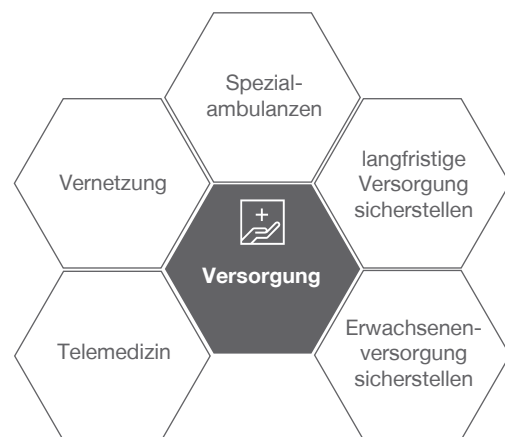 Spezial-
ambulanzen
Vernetzung
langfristige
Versorgung
sicherstellen
Versorgung
Telemedizin
Erwachsenen-
versorgung
sicherstellen